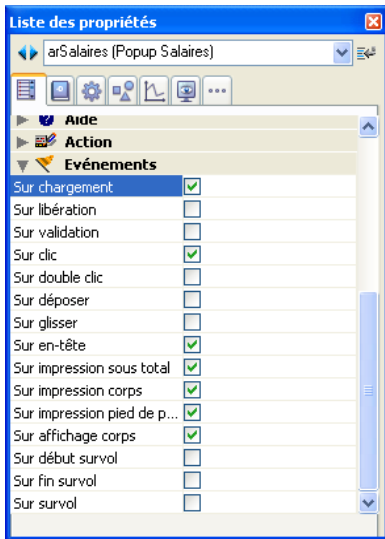 Liste des propriétés
arSalaires (Popup Salaires)
Aide
Action
Evénements
Sur chargement
Sur libération
Sur validation
Sur clic
Sur double clic
Sur déposer
Sur glisser
Sur en-tête
Sur impression sous total
Sur impression corps
Sur impression pied de p...
Sur affichage corps
Sur début survol
Sur fin survol
Sur survol